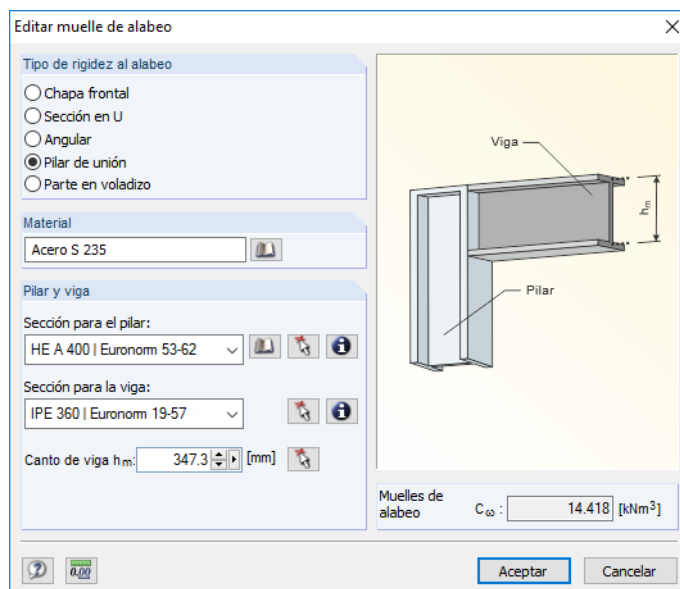 Editar muelle de alabeo
Tipo de rigidez al alabeo
Chapa frontal
Sección en U
Angular
Pilar de unión
Parte en voladizo
Material
Acero S 235
Pilar y viga
Sección para el pilar:
HE A 400 | Euronorm 53-62
Sección para la viga:
IPE 360 | Euronorm 19-57
Canto de viga hm: 347.3 [mm]
Viga
hm
Pilar
Muelles de
alabeo Cω : 14.418 [kNm3]
0.00
Aceptar Cancelar